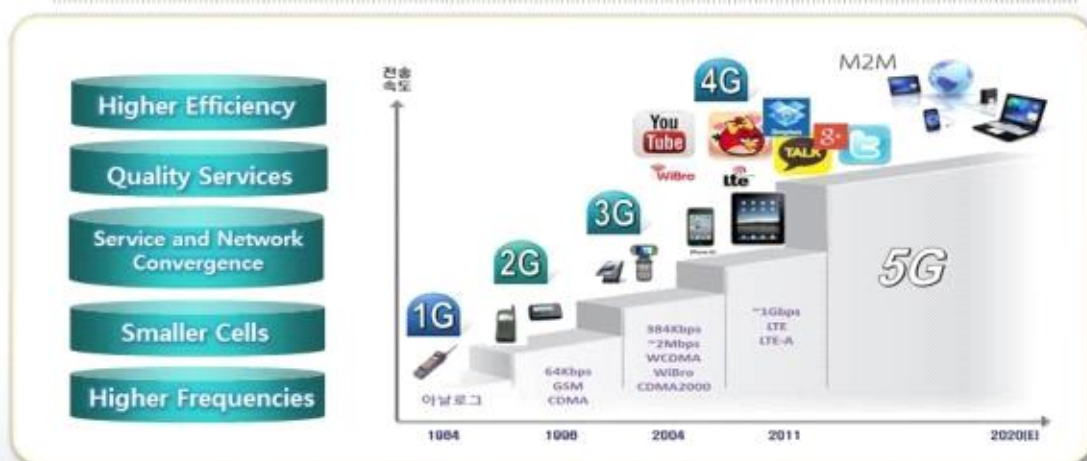 Higher Efficiency
Quality Services
Service and Network
Convergence
Smaller Cells
Higher Frequencies
전송
속도
1G
아날로그
2G
64Kbps
GSM
CDMA
3G
384Kbps
~2Mbps
WCDMA
WiBro
CDMA2000
4G
You
Tube
WiBro
Lte
TALK
g+
~1Gbps
LTE
LTE-A
M2M
5G
1984
1996
2004
2011
2020(E)